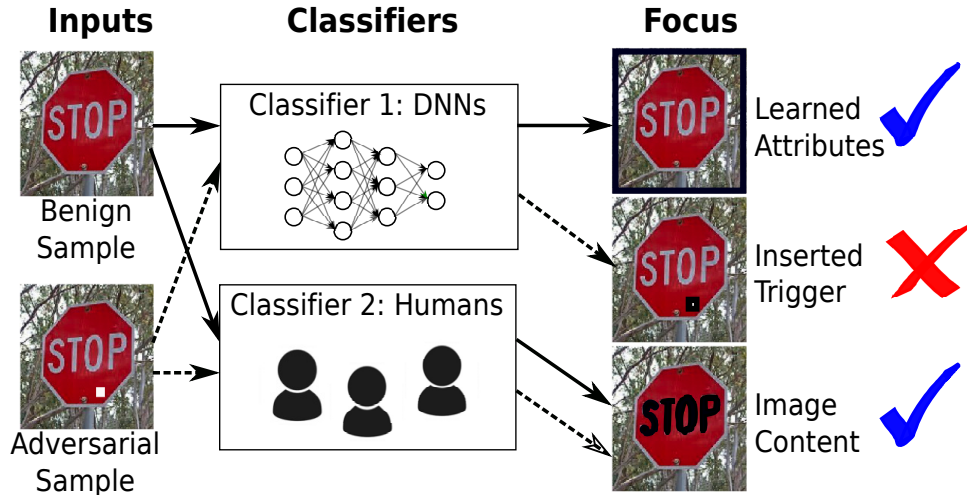 Inputs Classifiers Focus
STOP
Benign
Sample
Classifier 1: DNNs
STOP
Learned
Attributes
STOP
Inserted
Trigger
STOP
Adversarial
Sample
Classifier 2: Humans
STOP
Image
Content